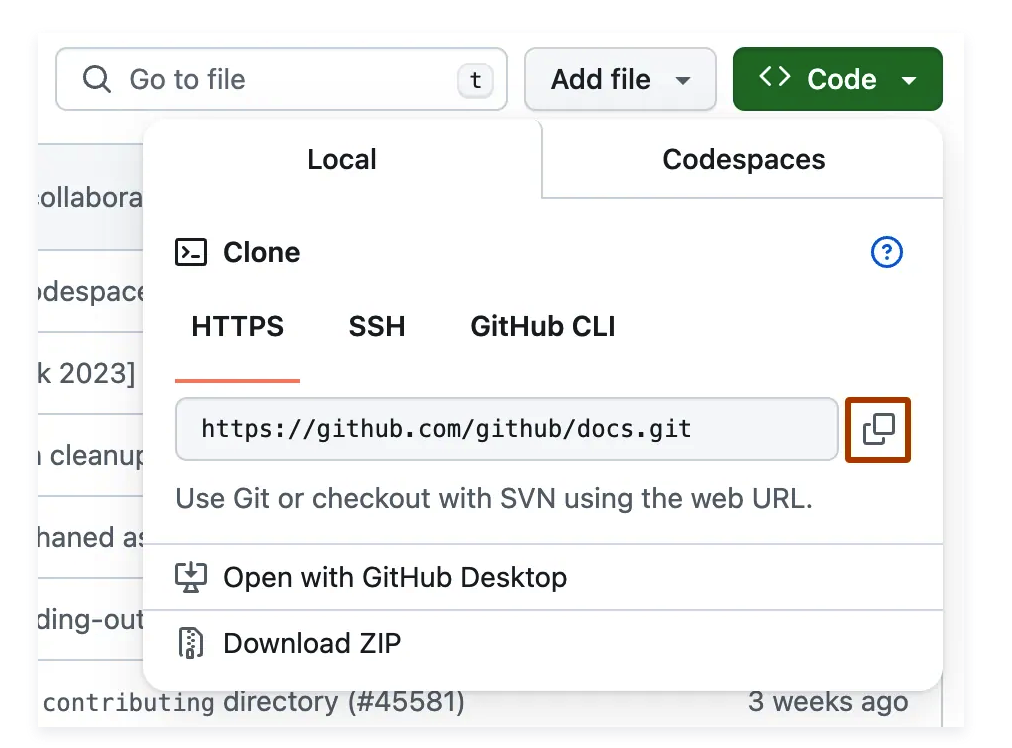 Go to file t Add file Code
Local Codespaces
collabora
Clone
odespace
HTTPS SSH GitHub CLI
k 2023]
https://github.com/github/docs.git
n cleanup
Use Git or checkout with SVN using the web URL.
haned as
Open with GitHub Desktop
ding-out
Download ZIP
contributing directory (#45581) 3 weeks ago